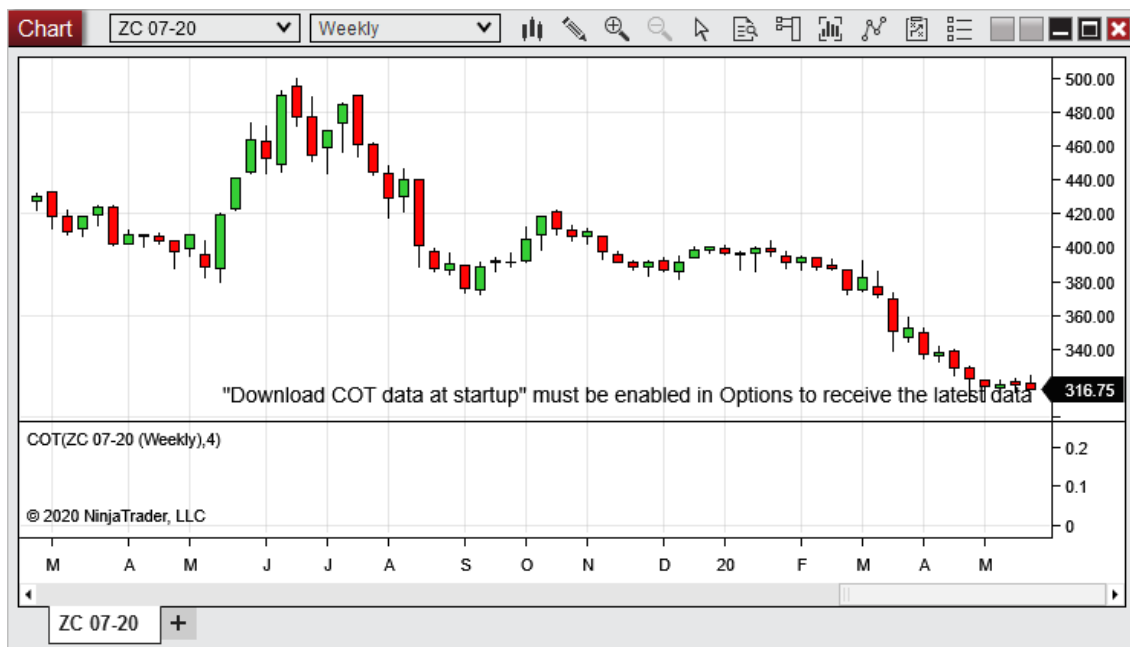 Chart ZC 07-20 Weekly
500.00
480.00
460.00
440.00
420.00
400.00
380.00
360.00
340.00
"Download COT data at startup" must be enabled in Options to receive the latest data
316.75
COT(ZC 07-20 (Weekly),4)
0.2
0.1
© 2020 NinjaTrader, LLC
0
M A M J J A S O N D 20 F M A M
ZC 07-20 +